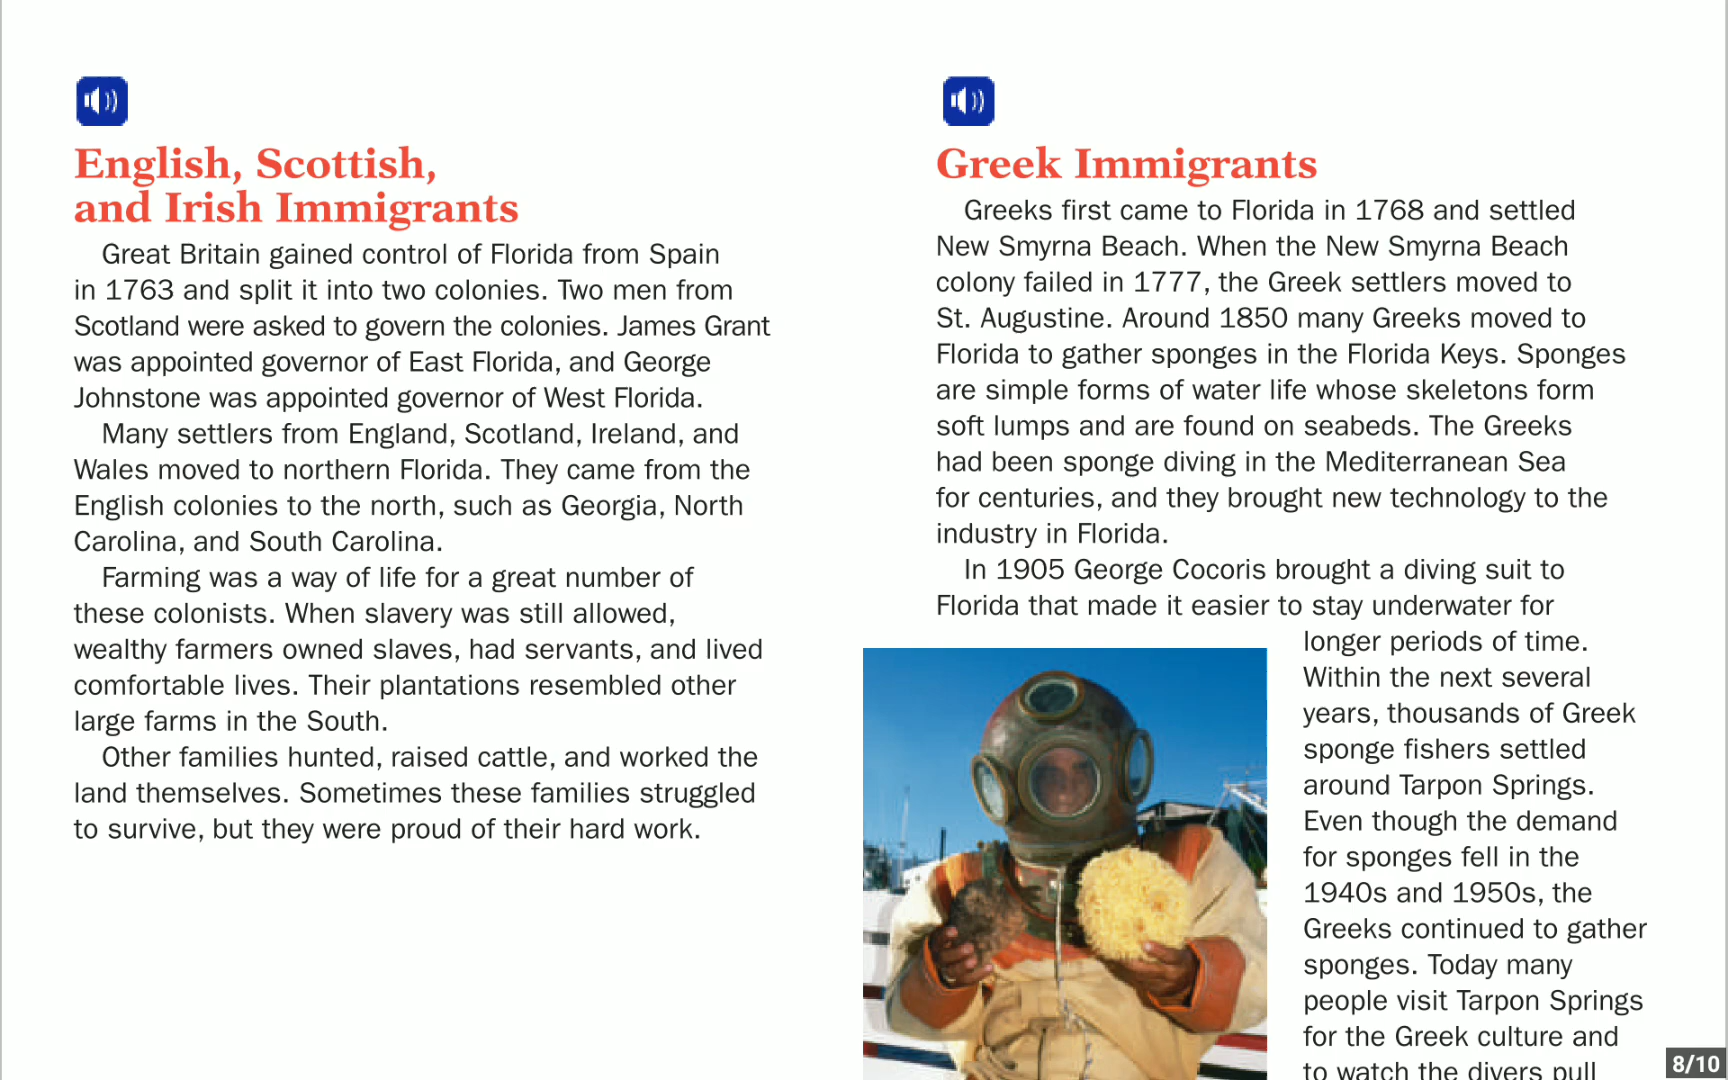 English, Scottish,
and Irish Immigrants
Great Britain gained control of Florida from Spain
in 1763 and split it into two colonies. Two men from
Scotland were asked to govern the colonies. James Grant
was appointed governor of East Florida, and George
Johnstone was appointed governor of West Florida.
Many settlers from England, Scotland, Ireland, and
Wales moved to northern Florida. They came from the
English colonies to the north, such as Georgia, North
Carolina, and South Carolina.
Farming was a way of life for a great number of
these colonists. When slavery was still allowed,
wealthy farmers owned slaves, had servants, and lived
comfortable lives. Their plantations resembled other
large farms in the South.
Other families hunted, raised cattle, and worked the
land themselves. Sometimes these families struggled
to survive, but they were proud of their hard work.
Greek Immigrants
Greeks first came to Florida in 1768 and settled
New Smyrna Beach. When the New Smyrna Beach
colony failed in 1777, the Greek settlers moved to
St. Augustine. Around 1850 many Greeks moved to
Florida to gather sponges in the Florida Keys. Sponges
are simple forms of water life whose skeletons form
soft lumps and are found on seabeds. The Greeks
had been sponge diving in the Mediterranean Sea
for centuries, and they brought new technology to the
industry in Florida.
In 1905 George Cocoris brought a diving suit to
Florida that made it easier to stay underwater for
longer periods of time.
Within the next several
years, thousands of Greek
sponge fishers settled
around Tarpon Springs.
Even though the demand
for sponges fell in the
1940s and 1950s, the
Greeks continued to gather
sponges. Today many
people visit Tarpon Springs
for the Greek culture and
to watch the divers pull
8/10